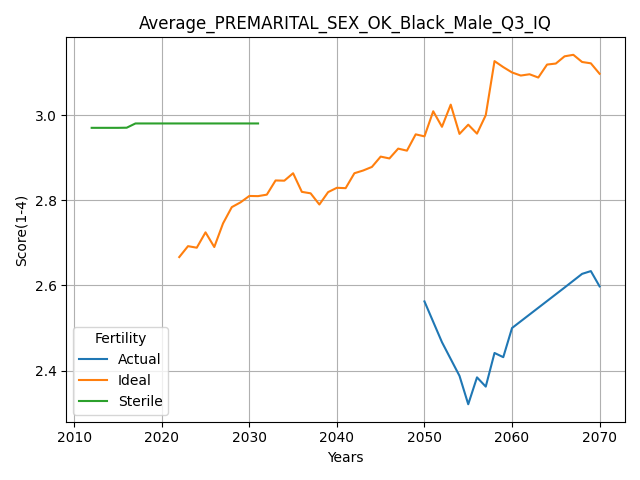 Average_PREMARITAL_SEX_OK_Black_Male_Q3_IQ
Score(1-4)
3.0
2.8
2.6
2.4
Fertility
Actual
Ideal
Sterile
2010 2020 2030 2040 2050 2060 2070
Years